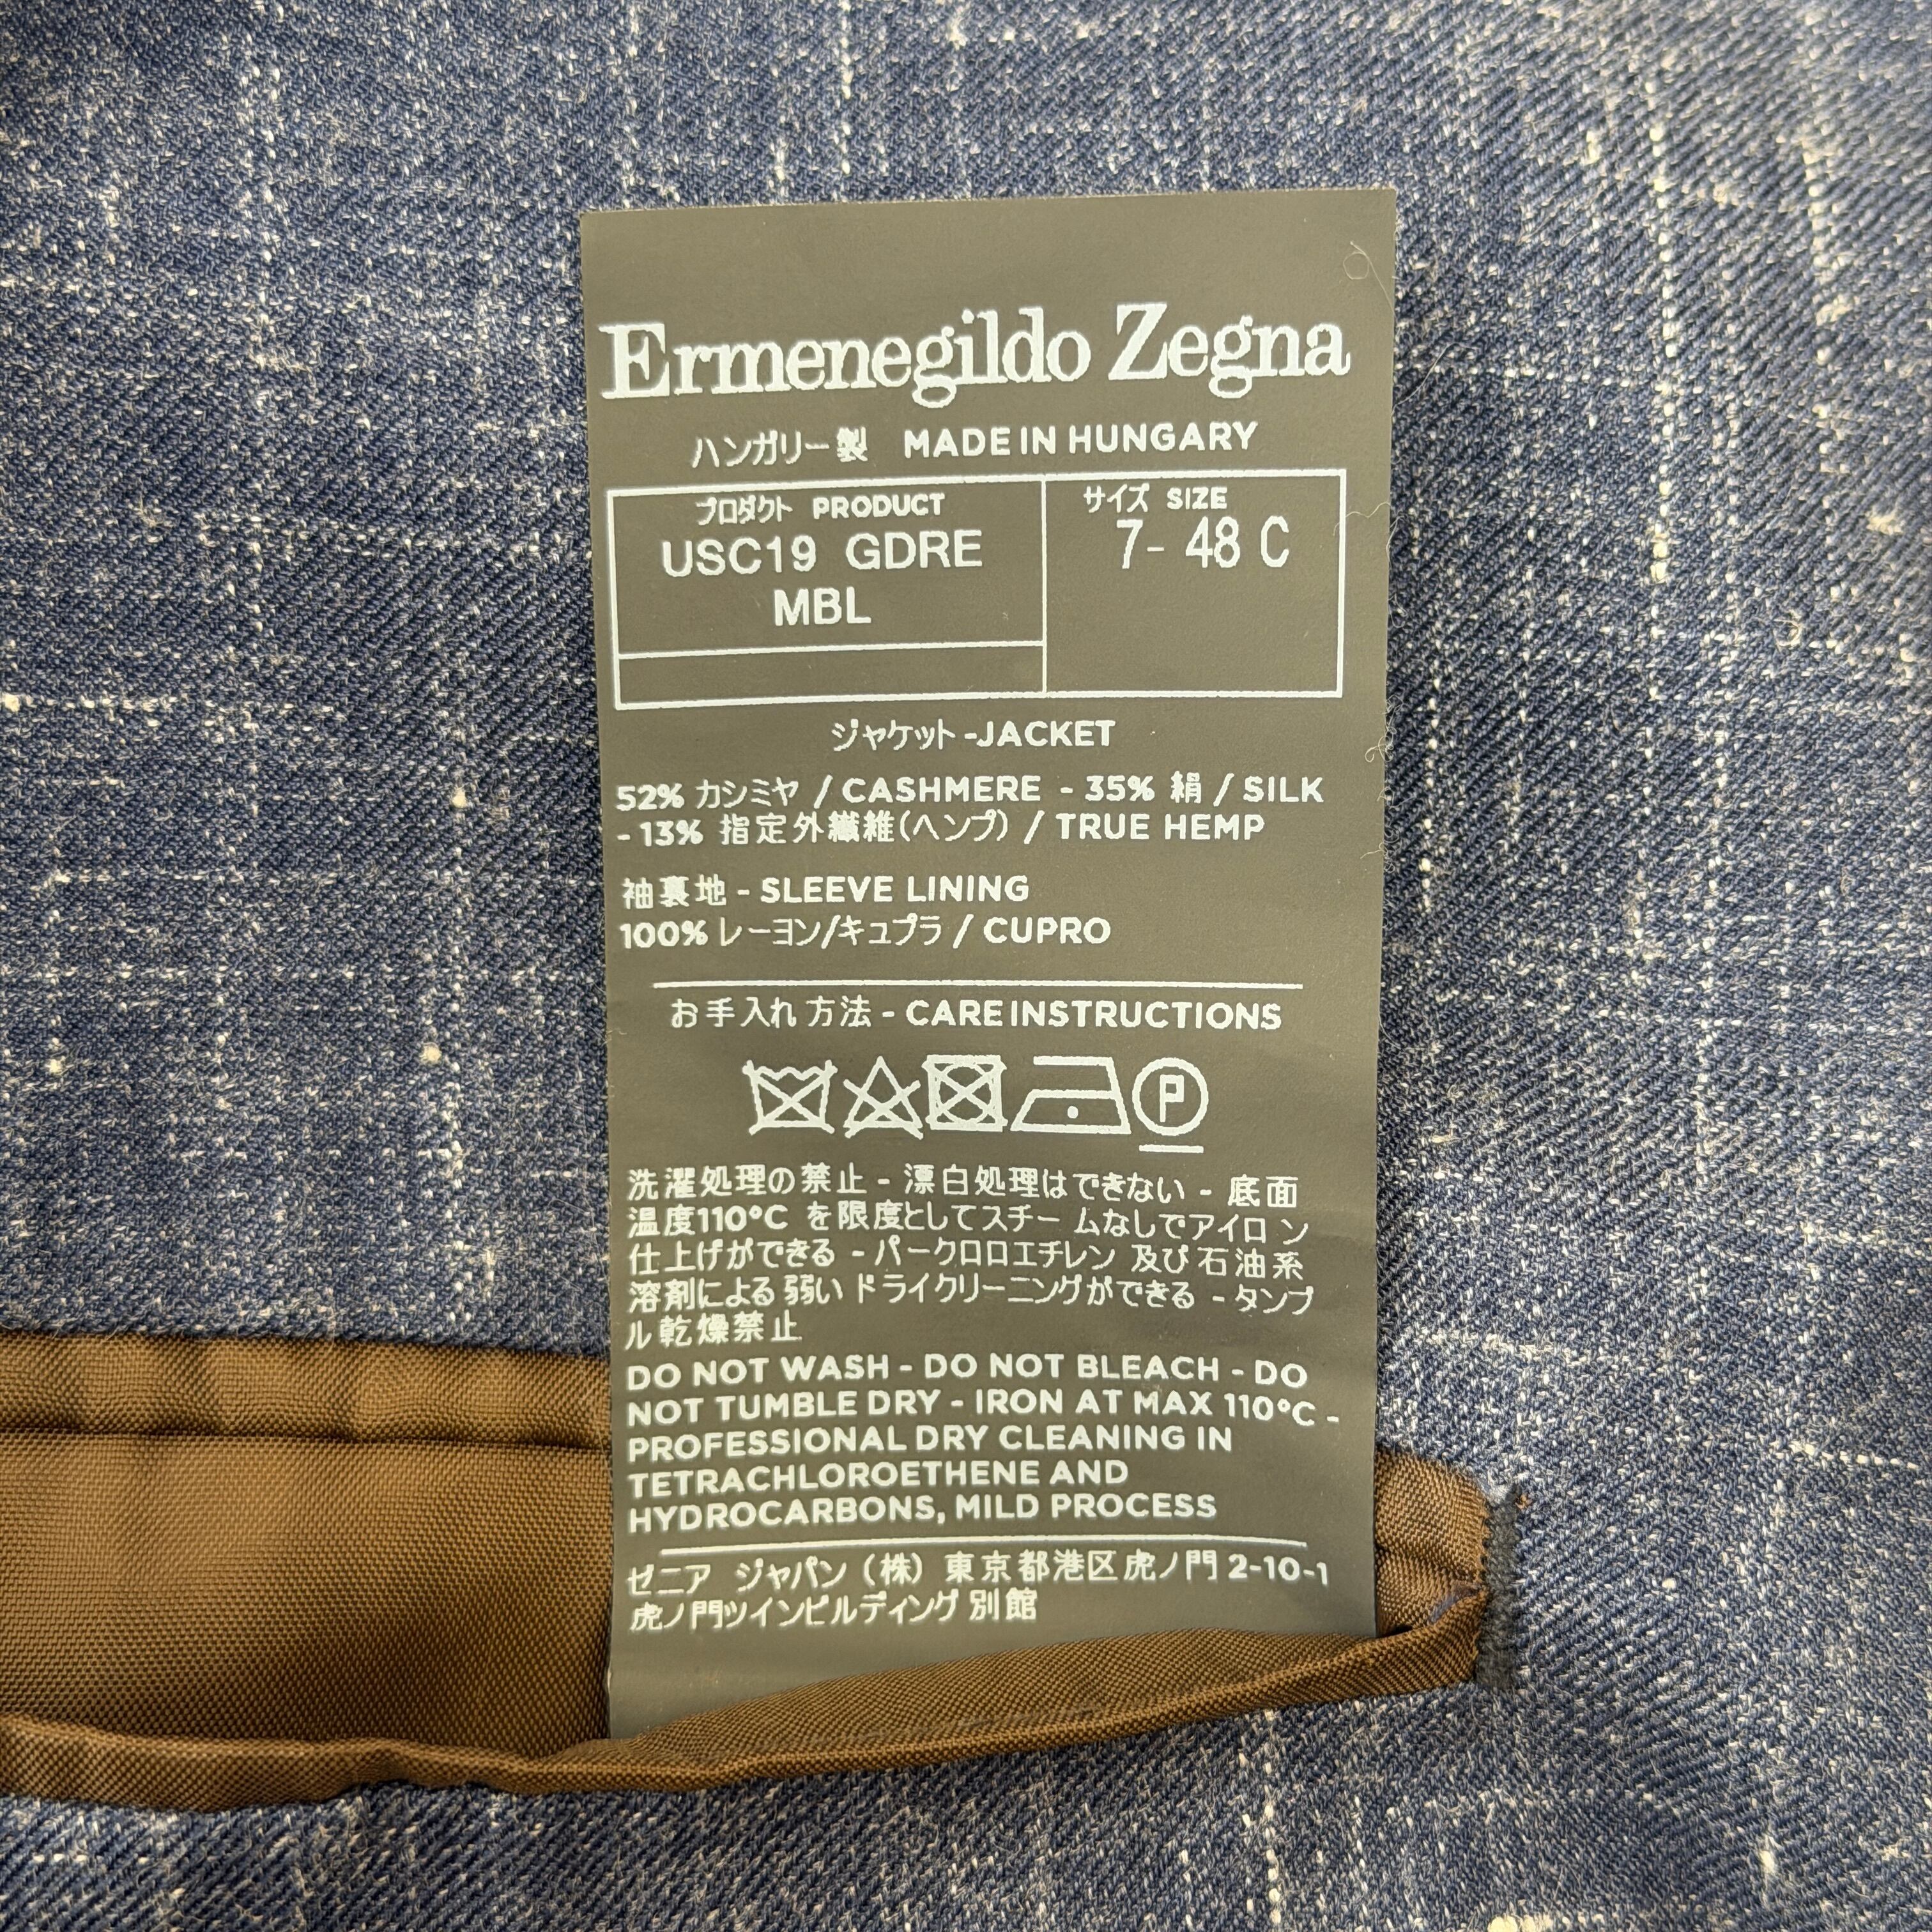 Ermenegildo Zegna
ハンガリー製 MADE IN HUNGARY
プロダクト PRODUCT
USC19 GDRE
MBL
サイズ SIZE
7- 48 C
ジャケット -JACKET
52% カシミヤ / CASHMERE - 35% 絹 / SILK
- 13% 指定外繊維(ヘンプ) / TRUE HEMP
袖裏地 - SLEEVE LINING
100% レーヨン/キュプラ / CUPRO
お手入れ方法 - CARE INSTRUCTIONS
P
洗濯処理の禁止 - 漂白処理はできない - 底面
温度110°C を限度としてスチームなしでアイロン
仕上げができる - パークロロエチレン及び石油系
溶剤による弱いドライクリーニングができる - タンブ
ル乾燥禁止
DO NOT WASH - DO NOT BLEACH - DO
NOT TUMBLE DRY - IRON AT MAX 110°C -
PROFESSIONAL DRY CLEANING IN
TETRACHLOROETHENE AND
HYDROCARBONS, MILD PROCESS
ゼニア ジャパン (株) 東京都港区虎ノ門 2-10-1
虎ノ門ツインビルディング 別館